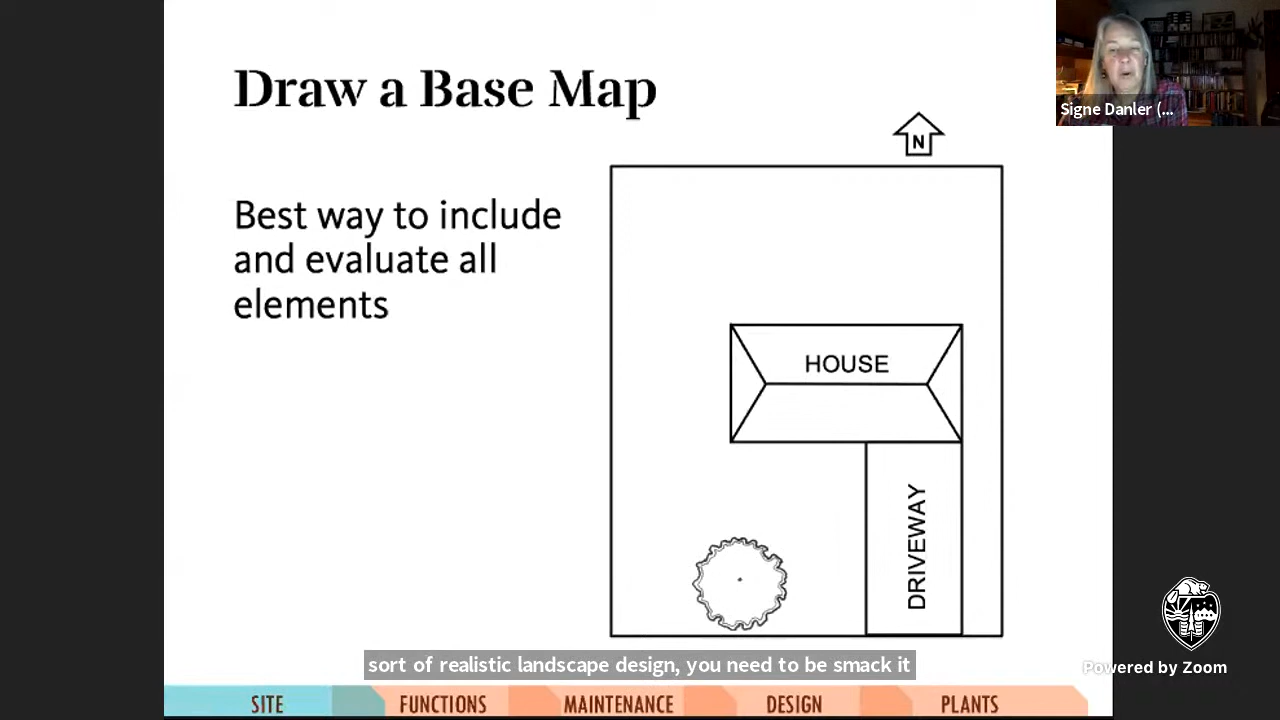 Draw a Base Map
Signe Danler (...
N
Best way to include
and evaluate all
elements
HOUSE
DRIVEWAY
sort of realistic landscape design, you need to be smack it
Powered by Zoom
SITE
FUNCTIONS
MAINTENANCE
DESIGN
PLANTS